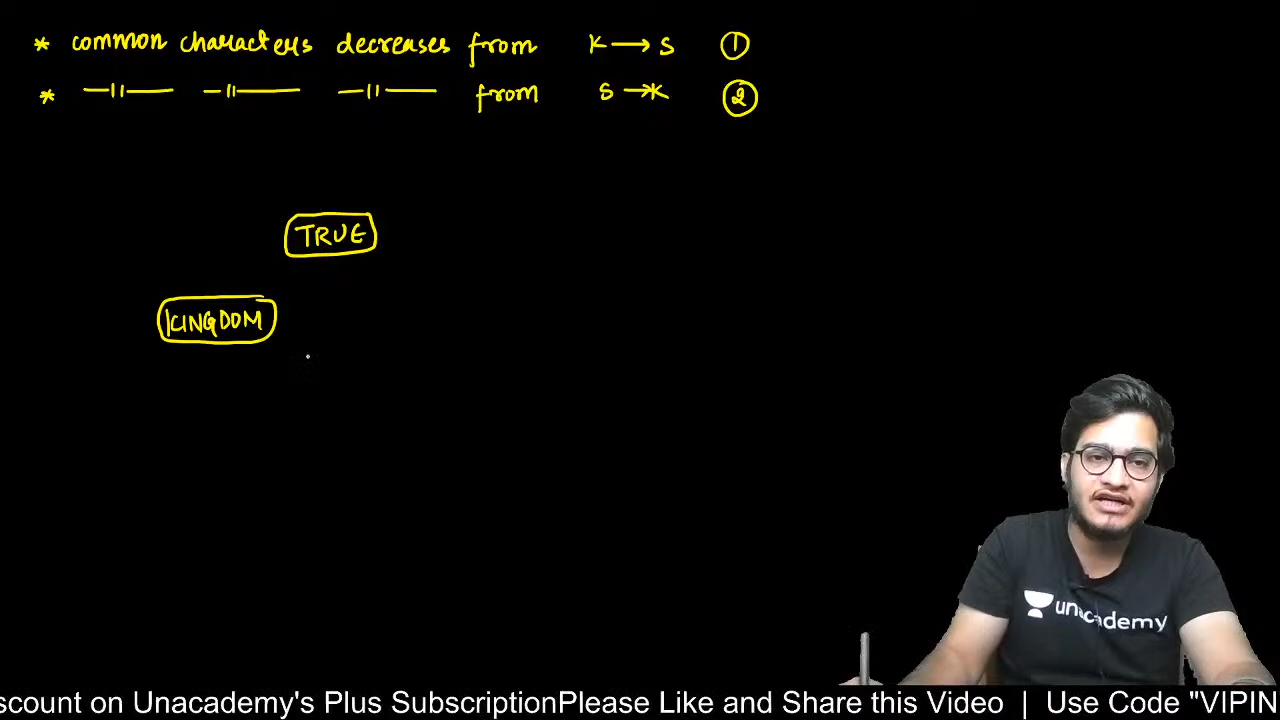 * common characters decreases from K → S ①
* —॥— —॥— —॥— from S → K ②
TRUE
KINGDOM
unacademy
scount on Unacademy's Plus SubscriptionPlease Like and Share this Video | Use Code "VIPIN